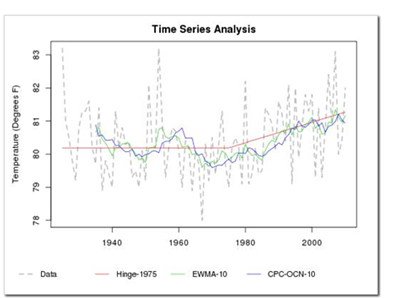 Time Series Analysis
Temperature (Degrees F)
83
82
81
80
79
78
1940 1960 1980 2000
Data Hinge-1975 EWMA-10 CPC-OCN-10